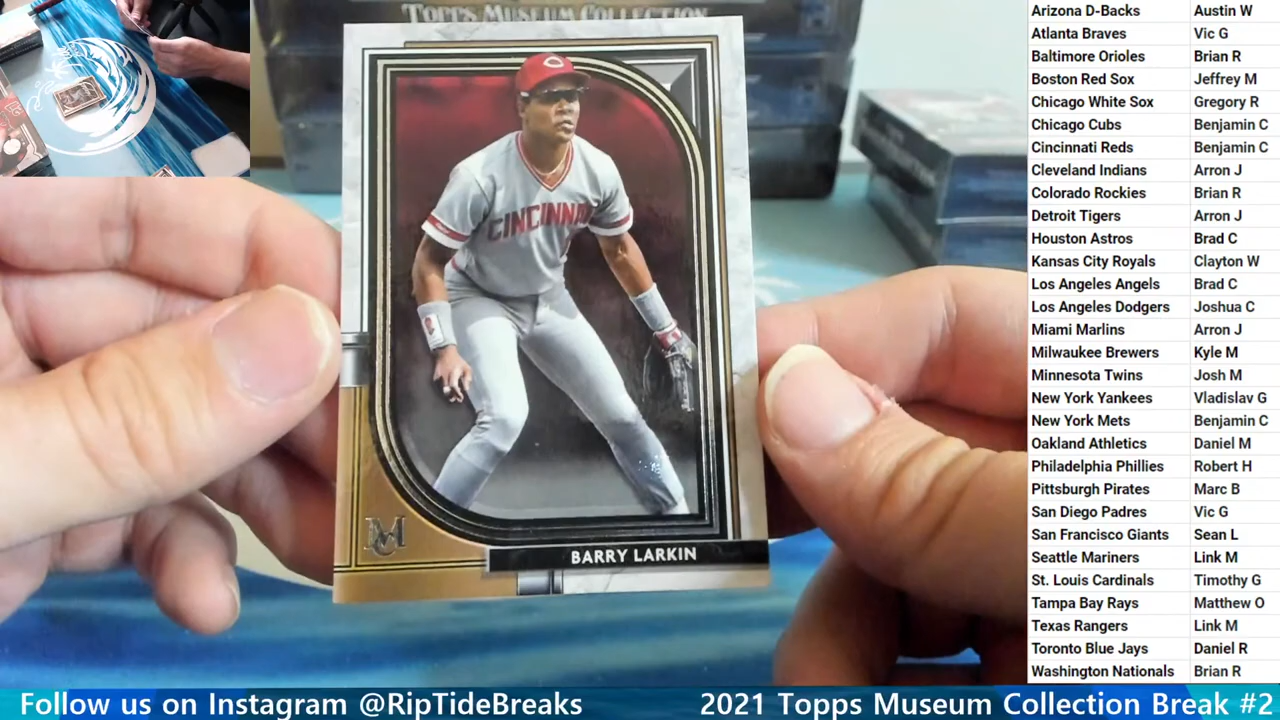 TOPPS MUSEUM COLLECTION
CINCINNATI
M
BARRY LARKIN
Arizona D-Backs Austin W
Atlanta Braves Vic G
Baltimore Orioles Brian R
Boston Red Sox Jeffrey M
Chicago White Sox Gregory R
Chicago Cubs Benjamin C
Cincinnati Reds Benjamin C
Cleveland Indians Arron J
Colorado Rockies Brian R
Detroit Tigers Arron J
Houston Astros Brad C
Kansas City Royals Clayton W
Los Angeles Angels Brad C
Los Angeles Dodgers Joshua C
Miami Marlins Arron J
Milwaukee Brewers Kyle M
Minnesota Twins Josh M
New York Yankees Vladislav G
New York Mets Benjamin C
Oakland Athletics Daniel M
Philadelphia Phillies Robert H
Pittsburgh Pirates Marc B
San Diego Padres Vic G
San Francisco Giants Sean L
Seattle Mariners Link M
St. Louis Cardinals Timothy G
Tampa Bay Rays Matthew O
Texas Rangers Link M
Toronto Blue Jays Daniel R
Washington Nationals Brian R
Follow us on Instagram @RipTideBreaks 2021 Topps Museum Collection Break #2